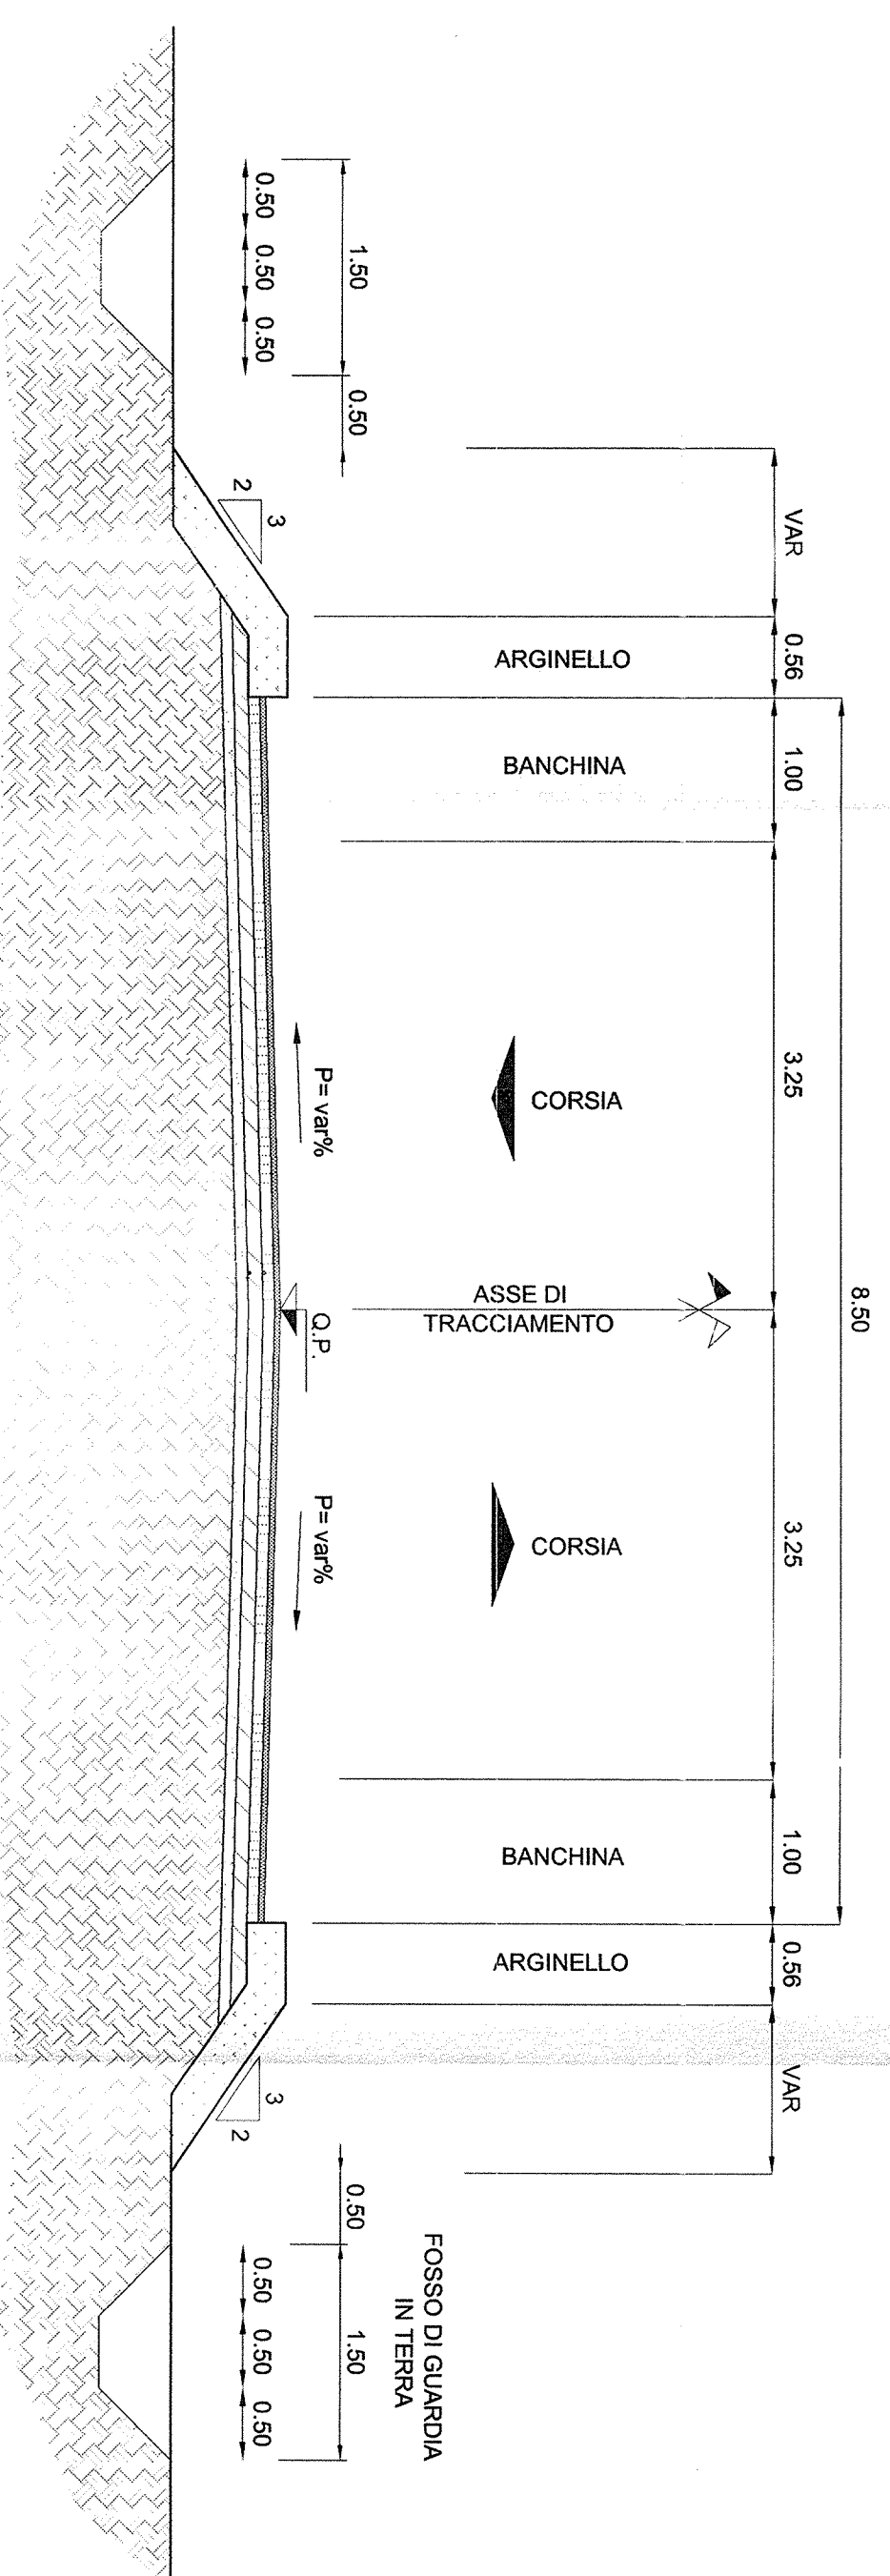 8.50
VAR
0.56
1.00
3.25
3.25
1.00
0.56
VAR
ARGINELLO
BANCHINA
CORSIA
ASSE DI
TRACCIAMENTO
CORSIA
BANCHINA
ARGINELLO
FOSSO DI GUARDIA
IN TERRA
1.50
0.50
P= var%
Q.P.
P= var%
0.50
1.50
0.50
0.50
0.50
3
2
3
2
0.50
0.50
0.50